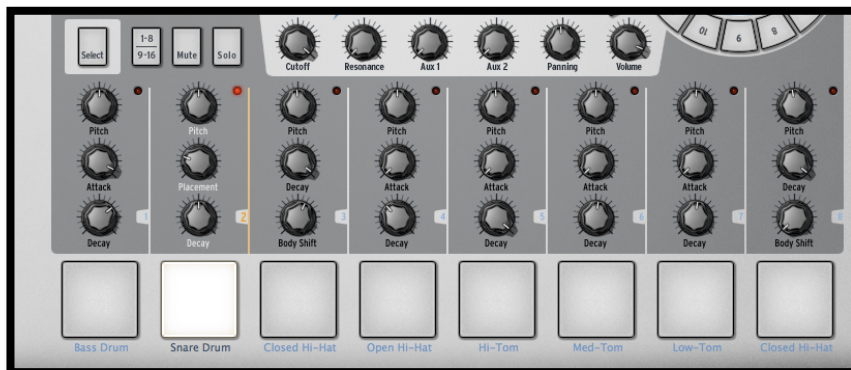 Select
1-8
9-16
Mute
Solo
Cutoff Resonance Aux 1 Aux 2 Panning Volume
10 9 8
Pitch Pitch Pitch Pitch Pitch Pitch Pitch Pitch
Attack Placement Decay Attack Attack Attack Attack Decay
Decay Decay Body Shift Decay Decay Decay Decay Body Shift
1 2 3 4 5 6 7 8
Bass Drum Snare Drum Closed Hi-Hat Open Hi-Hat Hi-Tom Med-Tom Low-Tom Closed Hi-Hat